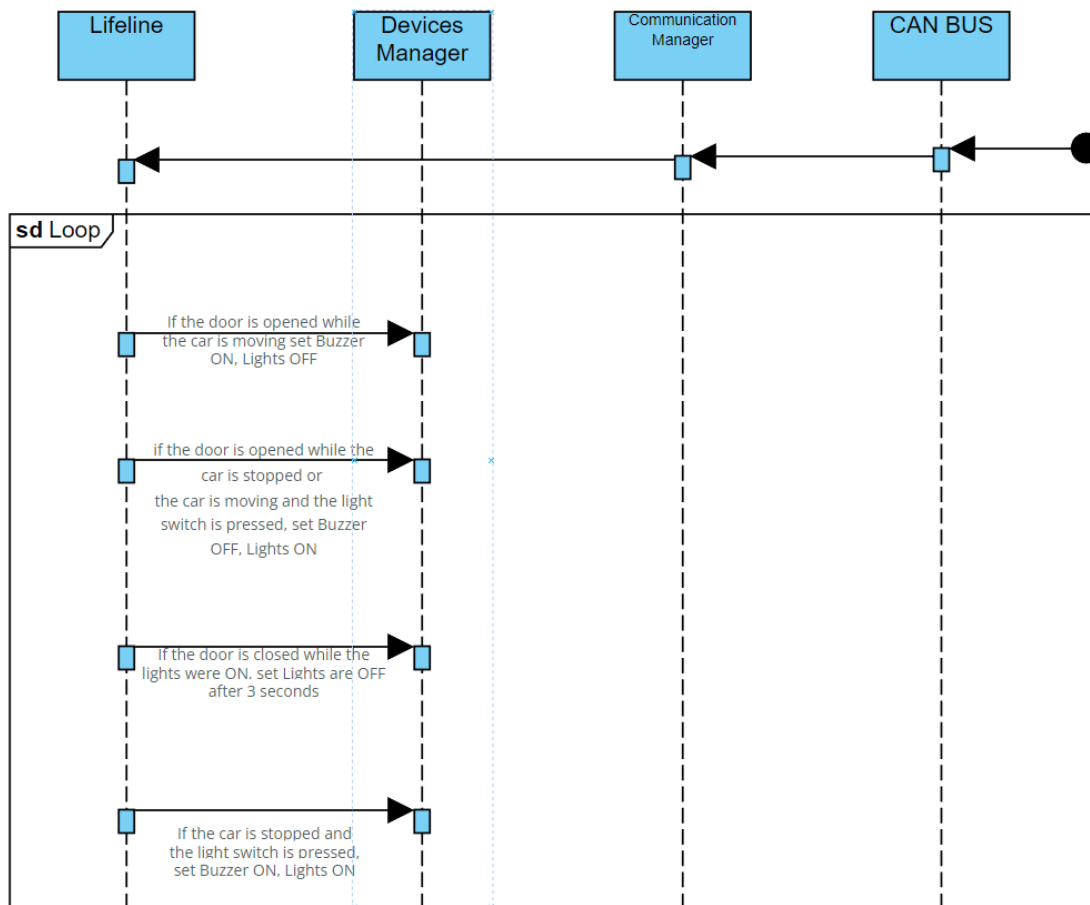 Lifeline
Devices
Manager
Communication
Manager
CAN BUS
sd Loop
If the door is opened while
the car is moving set Buzzer
ON, Lights OFF
if the door is opened while the
car is stopped or
the car is moving and the light
switch is pressed, set Buzzer
OFF, Lights ON
If the door is closed while the
lights were ON, set Lights are OFF
after 3 seconds
If the car is stopped and
the light switch is pressed,
set Buzzer ON, Lights ON